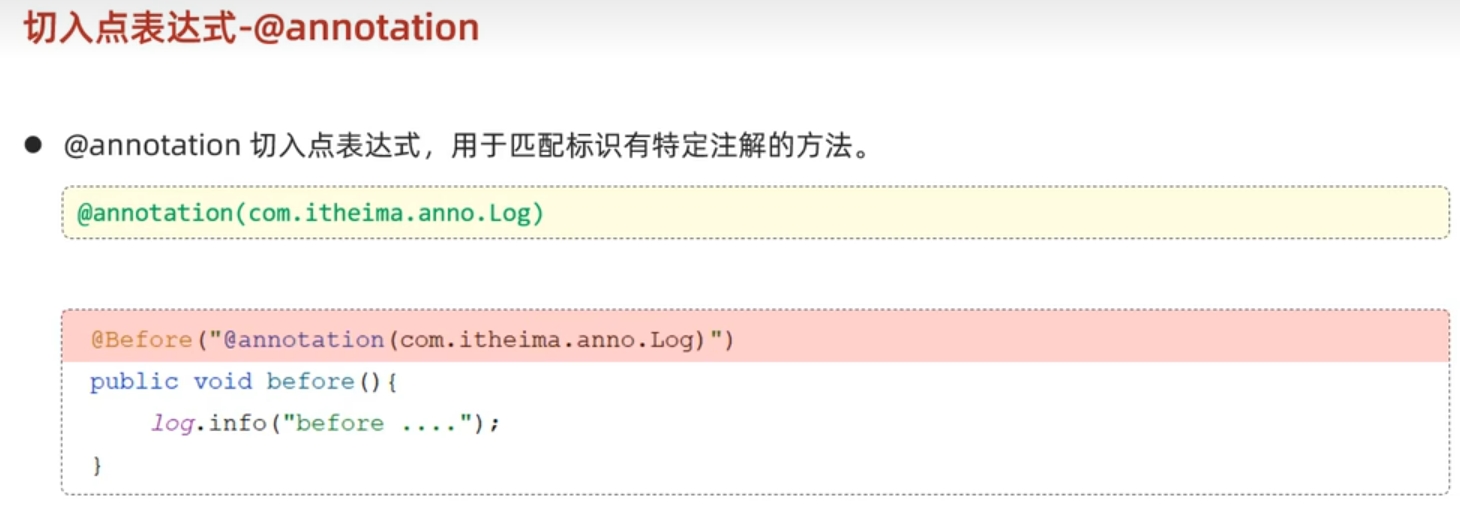 切入点表达式-@annotation
● @annotation 切入点表达式，用于匹配标识有特定注解的方法。
@annotation(com.itheima.anno.Log)
@Before("@annotation(com.itheima.anno.Log)")
public void before(){
    log.info("before ....");
}